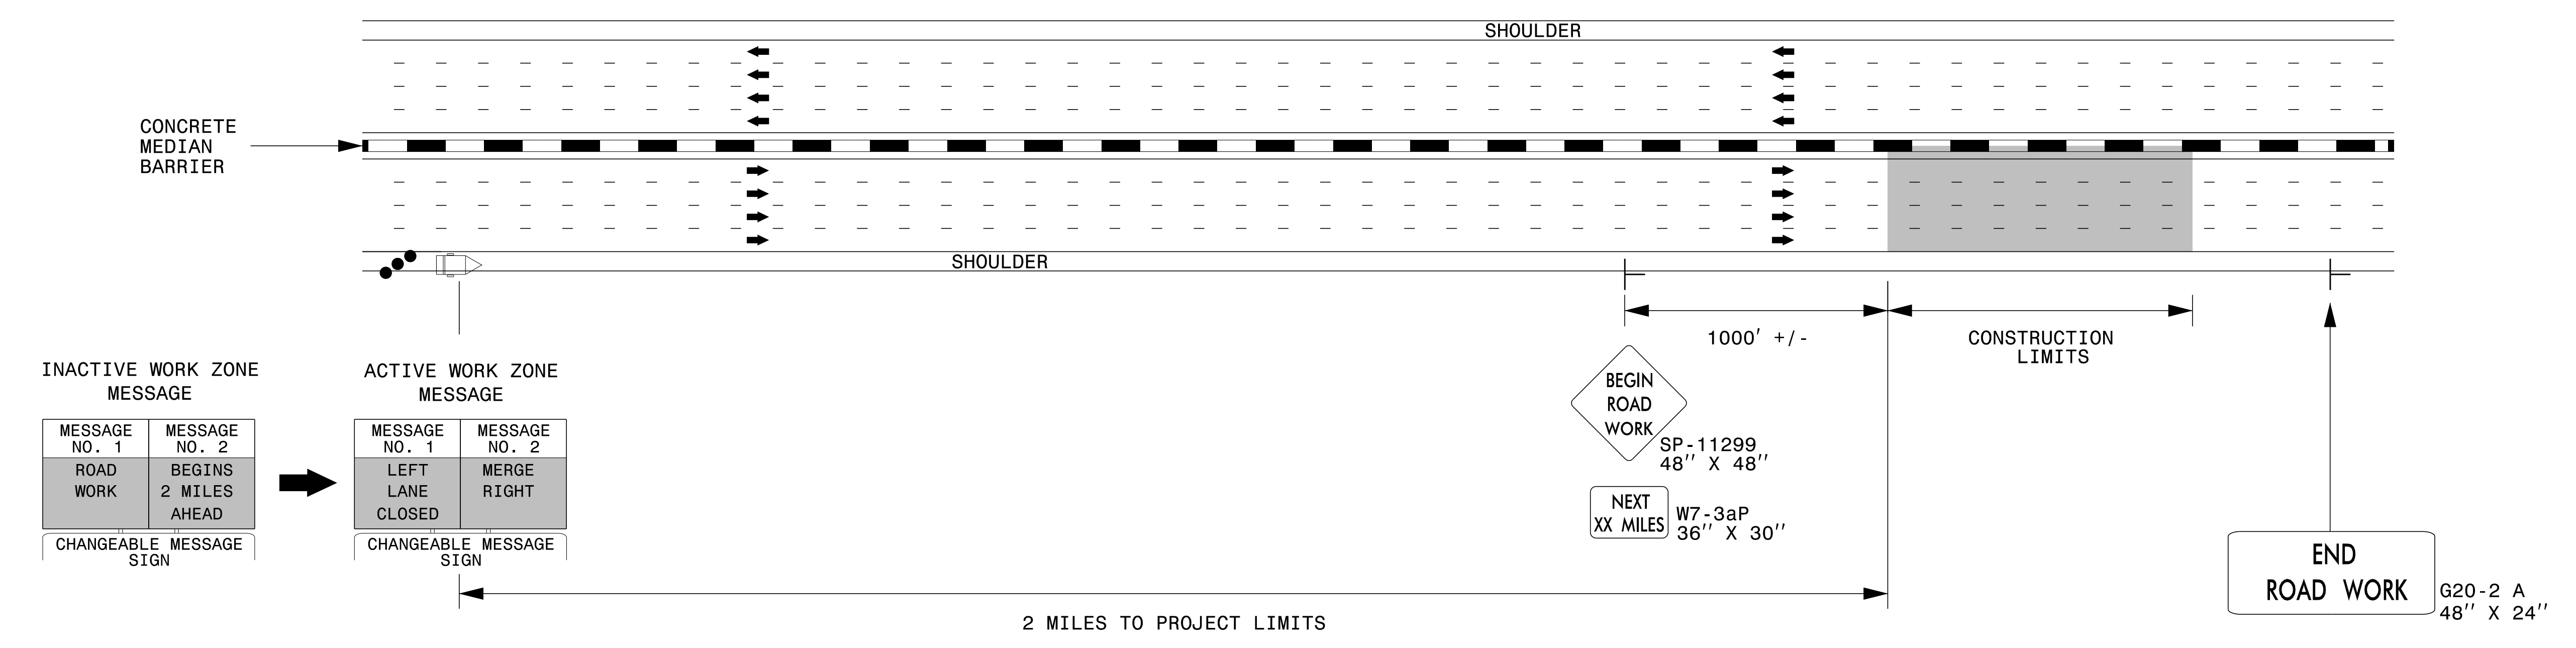 SHOULDER
CONCRETE
MEDIAN
BARRIER
SHOULDER
1000' +/-
CONSTRUCTION
LIMITS
INACTIVE WORK ZONE
MESSAGE
MESSAGE
NO. 1
MESSAGE
NO. 2
ROAD
WORK
BEGINS
2 MILES
AHEAD
CHANGEABLE MESSAGE
SIGN
ACTIVE WORK ZONE
MESSAGE
MESSAGE
NO. 1
MESSAGE
NO. 2
LEFT
LANE
CLOSED
MERGE
RIGHT
CHANGEABLE MESSAGE
SIGN
BEGIN
ROAD
WORK
SP-11299
48'' X 48''
NEXT
XX MILES
W7-3aP
36'' X 30''
END
ROAD WORK
G20-2 A
48'' X 24''
2 MILES TO PROJECT LIMITS